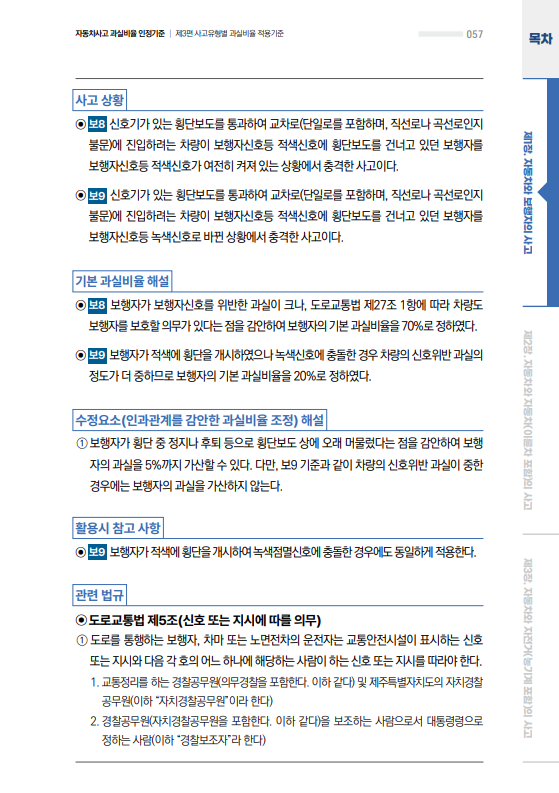 자동차사고 과실비율 인정기준 | 제3편 사고유형별 과실비율 적용기준
057
목차
사고 상황
◉ 보8 신호기가 있는 횡단보도를 통과하여 교차로(단일로를 포함하며, 직선로나 곡선로인지
불문)에 진입하려는 차량이 보행자신호등 적색신호에 횡단보도를 건너고 있던 보행자를
보행자신호등 적색신호가 여전히 켜져 있는 상황에서 충격한 사고이다.
◉ 보9 신호기가 있는 횡단보도를 통과하여 교차로(단일로를 포함하며, 직선로나 곡선로인지
불문)에 진입하려는 차량이 보행자신호등 적색신호에 횡단보도를 건너고 있던 보행자를
보행자신호등 녹색신호로 바뀐 상황에서 충격한 사고이다.
기본 과실비율 해설
◉ 보8 보행자가 보행자신호를 위반한 과실이 크나, 도로교통법 제27조 1항에 따라 차량도
보행자를 보호할 의무가 있다는 점을 감안하여 보행자의 기본 과실비율을 70%로 정하였다.
◉ 보9 보행자가 적색에 횡단을 개시하였으나 녹색신호에 충돌한 경우 차량의 신호위반 과실의
정도가 더 중하므로 보행자의 기본 과실비율을 20%로 정하였다.
수정요소(인과관계를 감안한 과실비율 조정) 해설
① 보행자가 횡단 중 정지나 후퇴 등으로 횡단보도 상에 오래 머물렀다는 점을 감안하여 보행
자의 과실을 5%까지 가산할 수 있다. 다만, 보9 기준과 같이 차량의 신호위반 과실이 중한
경우에는 보행자의 과실을 가산하지 않는다.
활용시 참고 사항
◉ 보9 보행자가 적색에 횡단을 개시하여 녹색점멸신호에 충돌한 경우에도 동일하게 적용한다.
관련 법규
◉ 도로교통법 제5조(신호 또는 지시에 따를 의무)
① 도로를 통행하는 보행자, 차마 또는 노면전차의 운전자는 교통안전시설이 표시하는 신호
또는 지시와 다음 각 호의 어느 하나에 해당하는 사람이 하는 신호 또는 지시를 따라야 한다.
1. 교통정리를 하는 경찰공무원(의무경찰을 포함한다. 이하 같다) 및 제주특별자치도의 자치경찰
공무원(이하 “자치경찰공무원”이라 한다)
2. 경찰공무원(자치경찰공무원을 포함한다. 이하 같다)을 보조하는 사람으로서 대통령령으로
정하는 사람(이하 “경찰보조자”라 한다)
제1장. 자동차와 보행자의 사고
제2장. 자동차와 자동차(이륜차 포함)의 사고
제3장. 자동차와 자전거(농기계 포함)의 사고